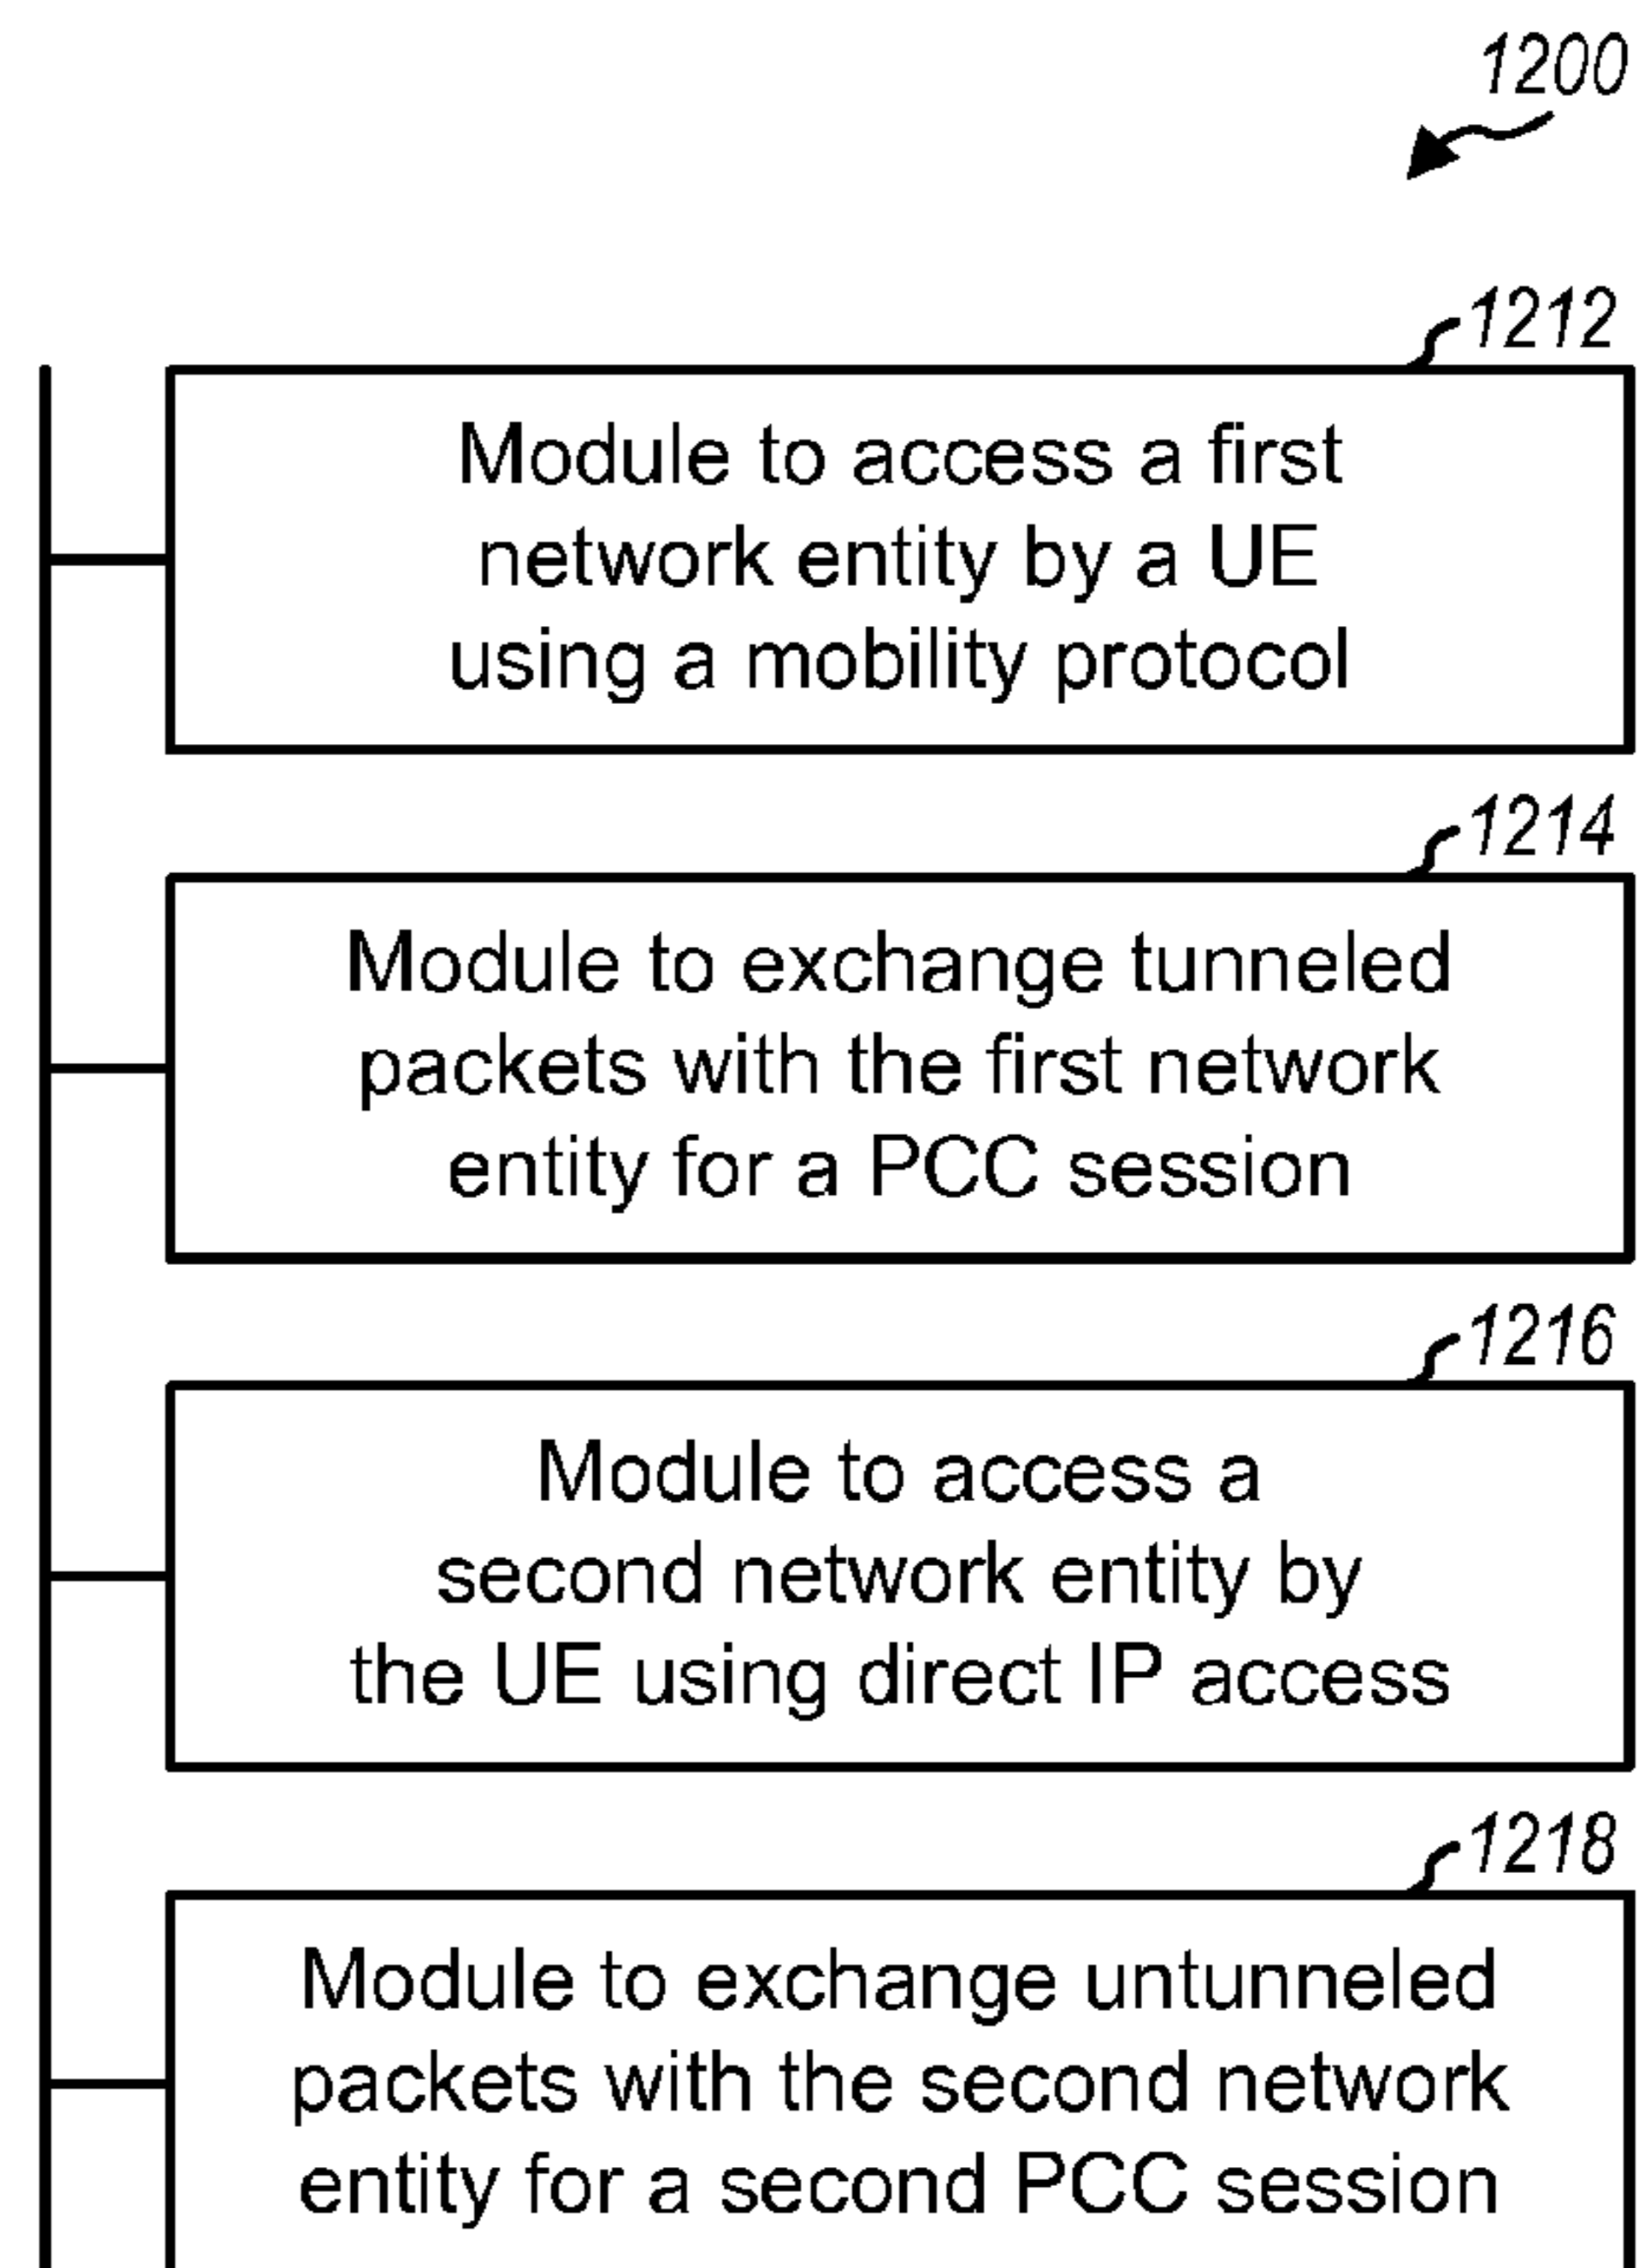 1200
1212
Module to access a first
network entity by a UE
using a mobility protocol
1214
Module to exchange tunneled
packets with the first network
entity for a PCC session
1216
Module to access a
second network entity by
the UE using direct IP access
1218
Module to exchange untunneled
packets with the second network
entity for a second PCC session